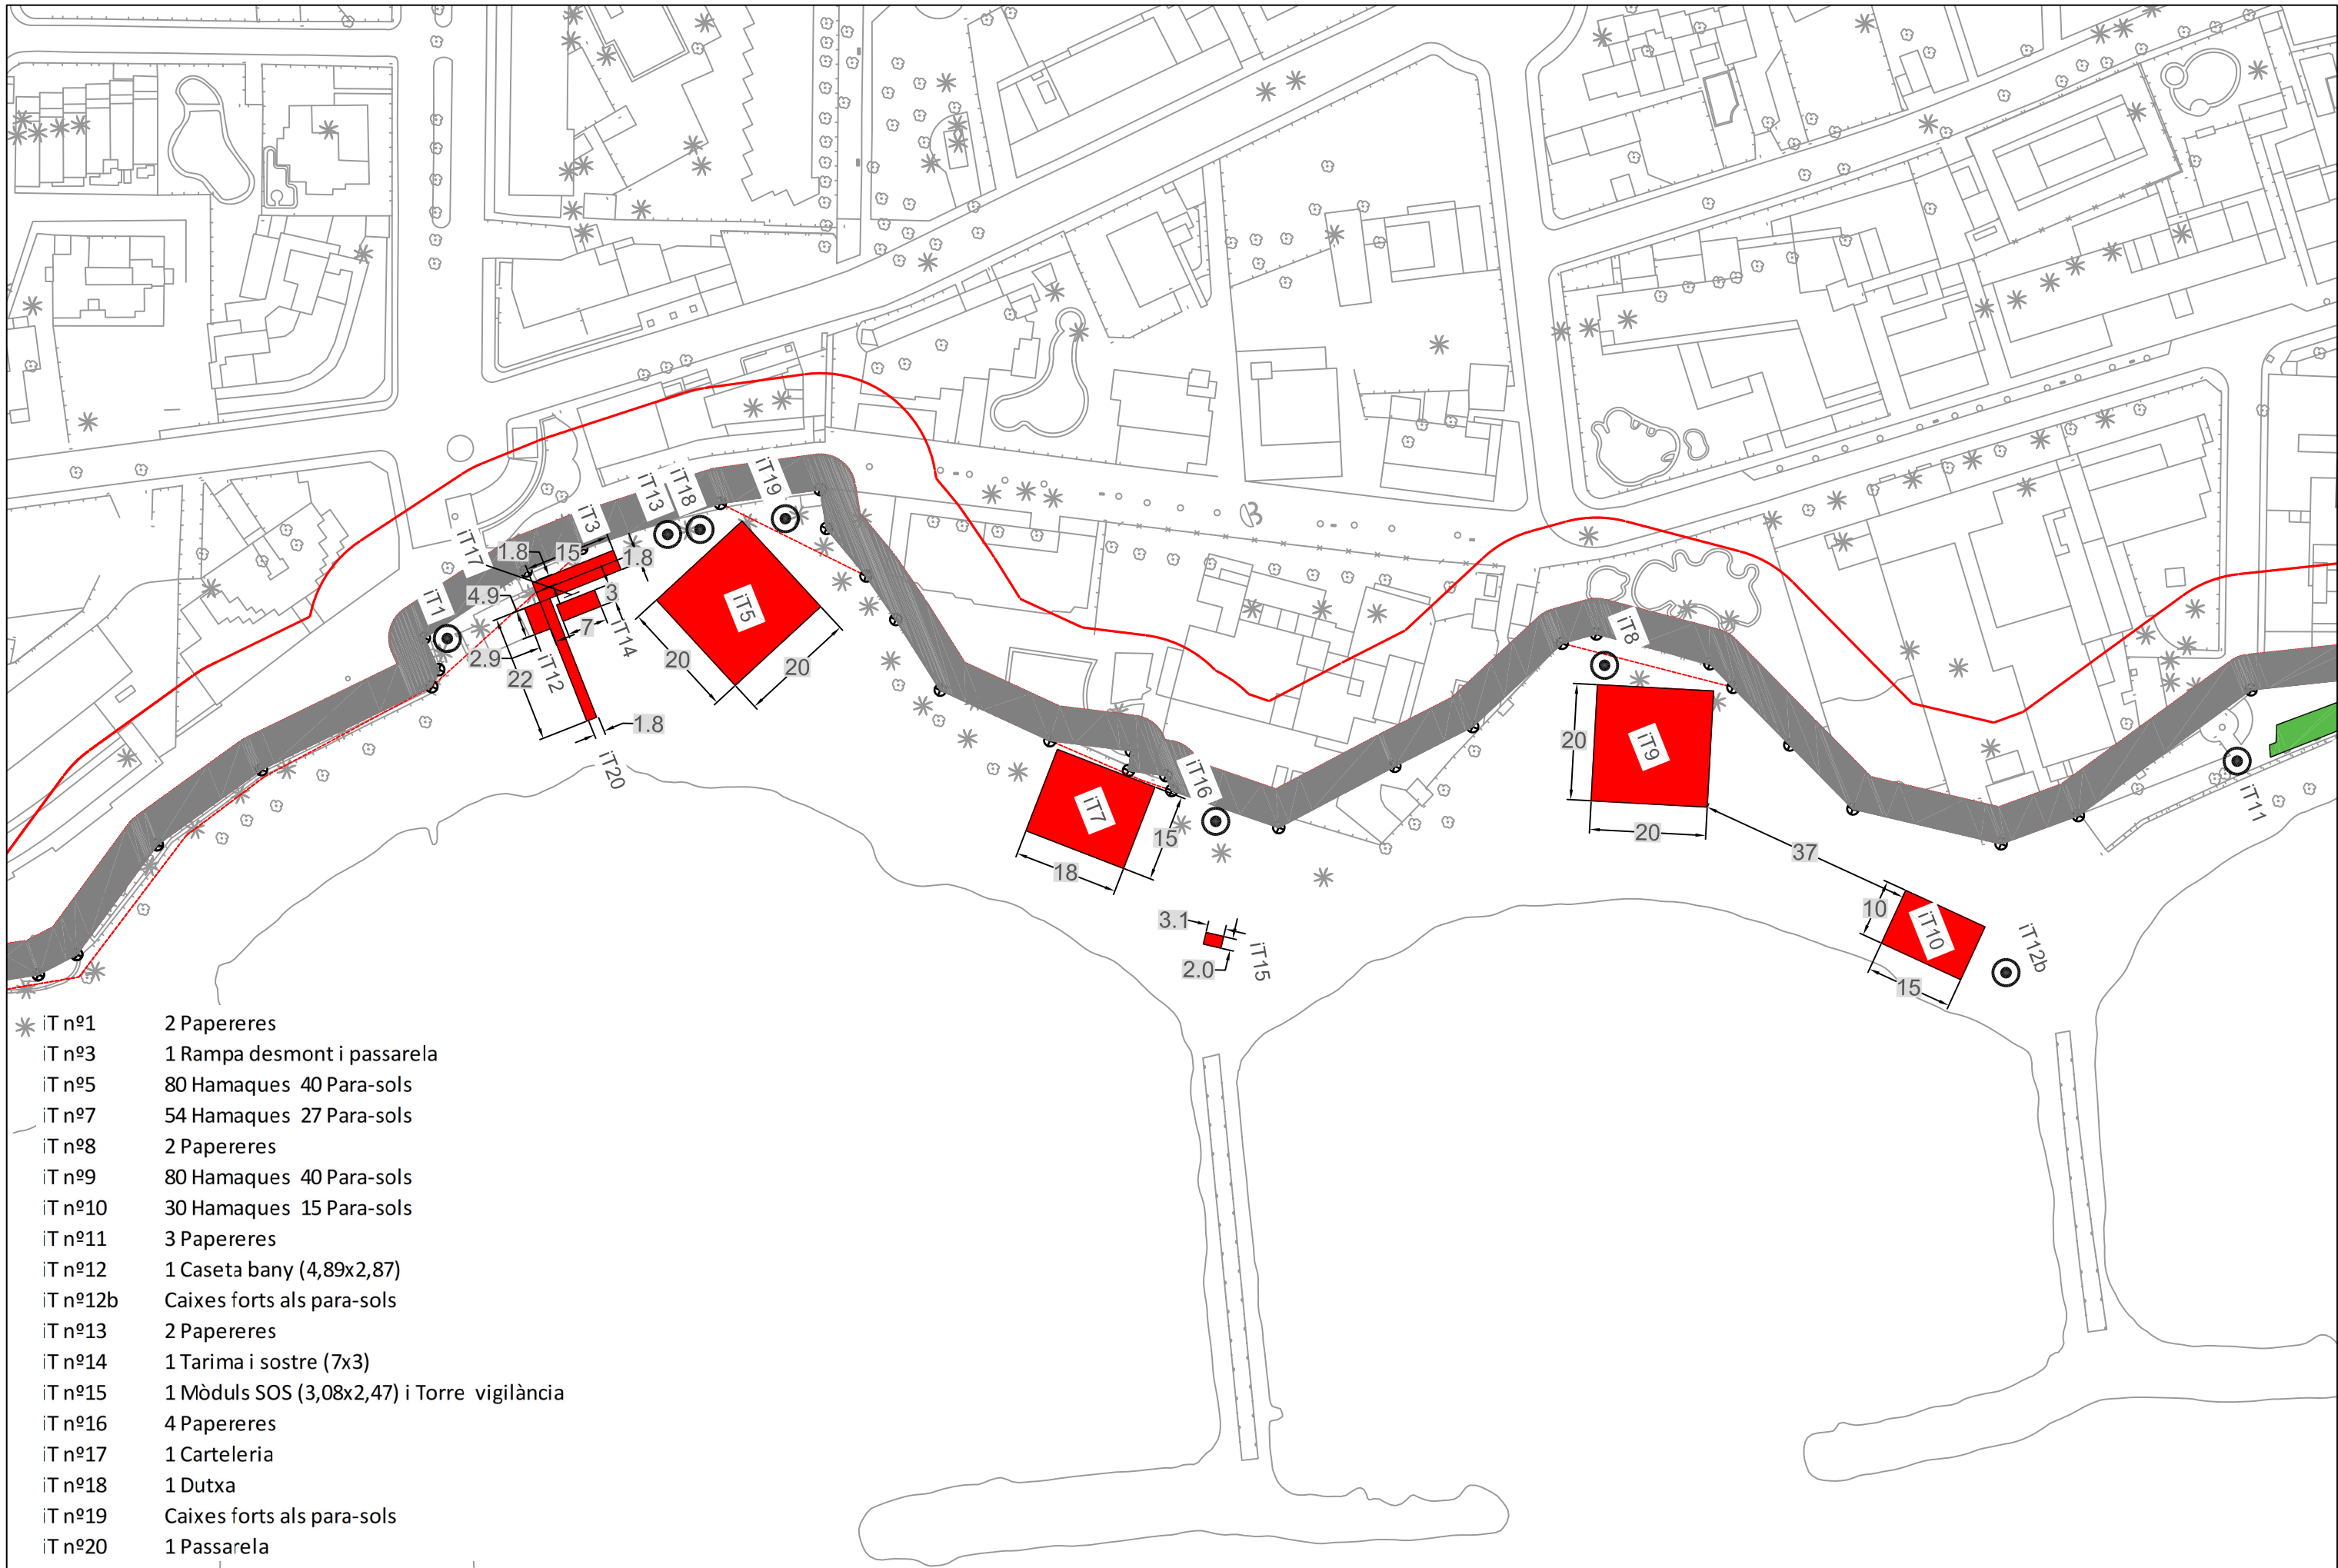 iT19
iT18
iT13
iT3
iT17
1.8
15
1.8
iT1
4.9
3
7
iT14
iT5
2.9
iT12
22
20
20
1.8
iT20
iT8
iT9
20
20
iT16
iT7
15
18
37
iT11
3.1
2.0
iT15
10
iT10
15
iT12b
iT nº1 2 Papereres
iT nº3 1 Rampa desmont i passarela
iT nº5 80 Hamaques 40 Para-sols
iT nº7 54 Hamaques 27 Para-sols
iT nº8 2 Papereres
iT nº9 80 Hamaques 40 Para-sols
iT nº10 30 Hamaques 15 Para-sols
iT nº11 3 Papereres
iT nº12 1 Caseta bany (4,89x2,87)
iT nº12b Caixes forts als para-sols
iT nº13 2 Papereres
iT nº14 1 Tarima i sostre (7x3)
iT nº15 1 Mòduls SOS (3,08x2,47) i Torre vigilància
iT nº16 4 Papereres
iT nº17 1 Carteleria
iT nº18 1 Dutxa
iT nº19 Caixes forts als para-sols
iT nº20 1 Passarela